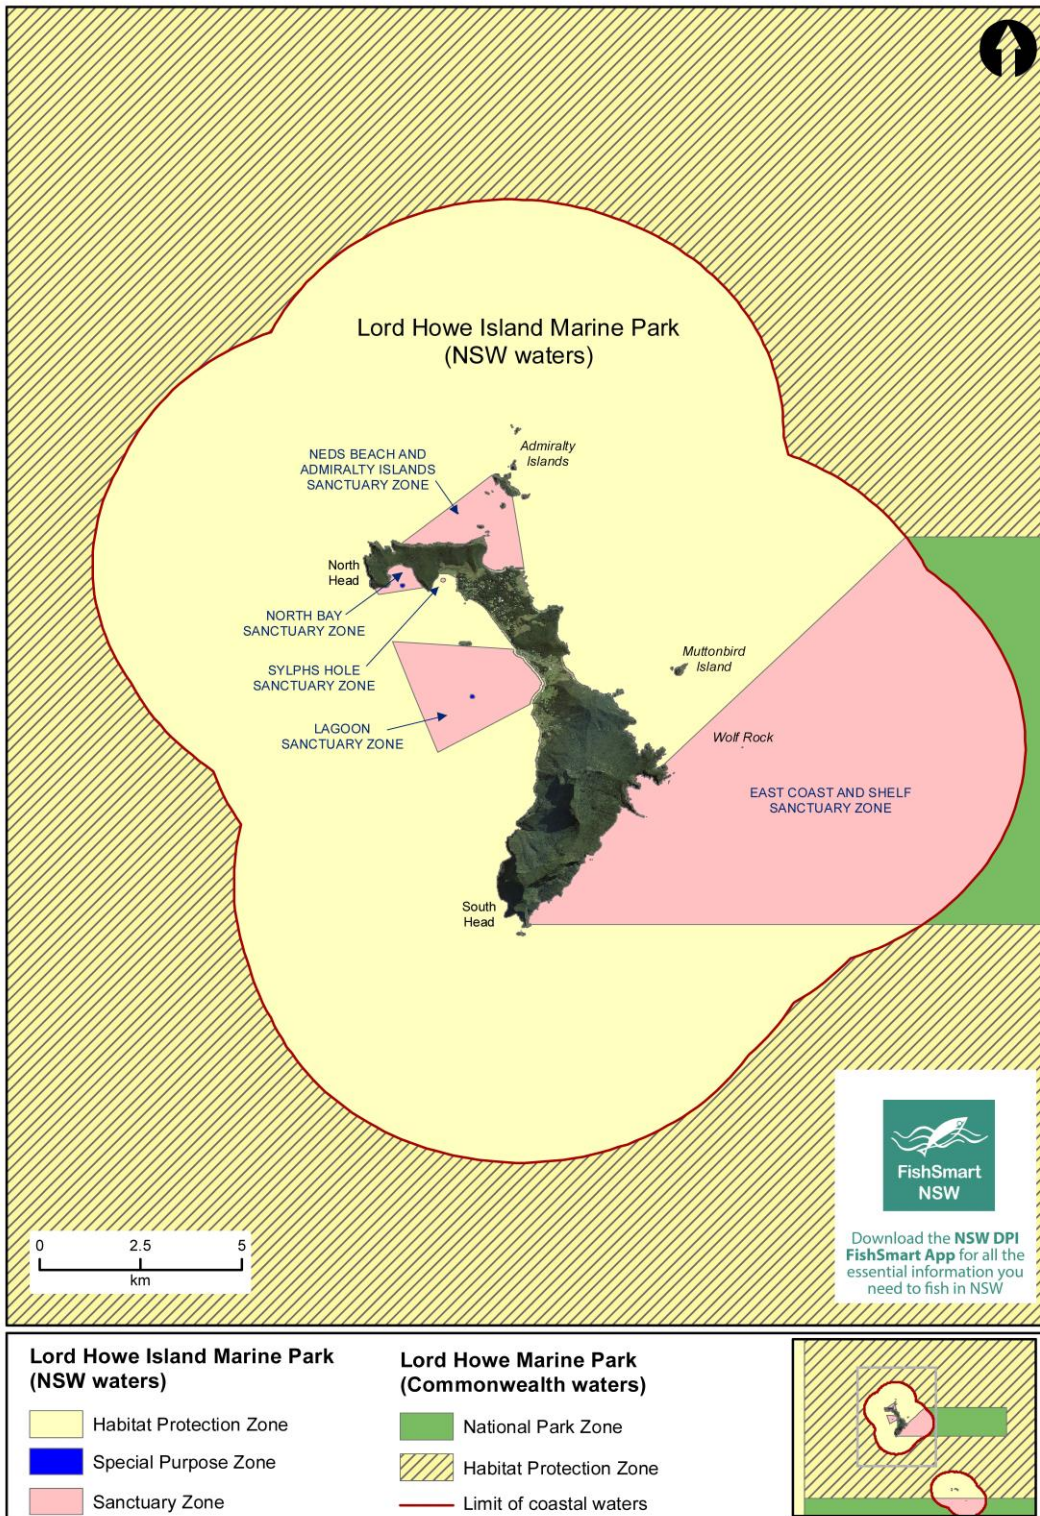 Lord Howe Island Marine Park
(NSW waters)
Admiralty
Islands
NEDS BEACH AND
ADMIRALTY ISLANDS
SANCTUARY ZONE
North
Head
NORTH BAY
SANCTUARY ZONE
SYLPHS HOLE
SANCTUARY ZONE
LAGOON
SANCTUARY ZONE
Muttonbird
Island
Wolf Rock
EAST COAST AND SHELF
SANCTUARY ZONE
South
Head
0 2.5 5
km
FishSmart
NSW
Download the NSW DPI
FishSmart App for all the
essential information you
need to fish in NSW
Lord Howe Island Marine Park
(NSW waters)
Habitat Protection Zone
Special Purpose Zone
Sanctuary Zone
Lord Howe Marine Park
(Commonwealth waters)
National Park Zone
Habitat Protection Zone
Limit of coastal waters